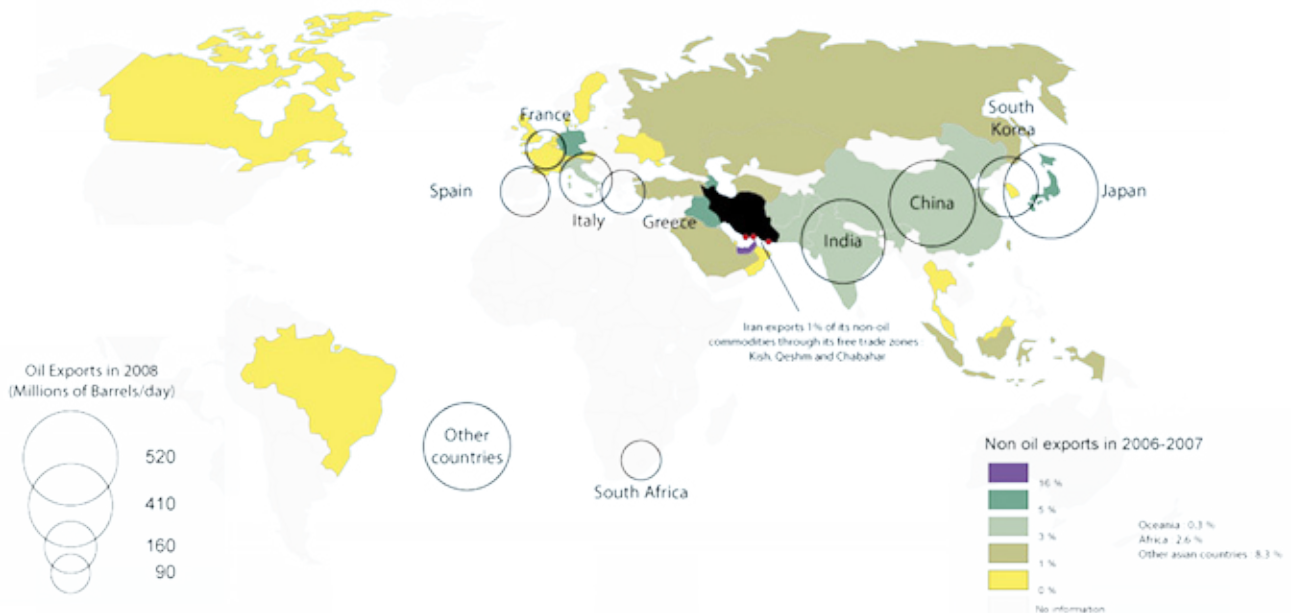 France
South
Korea
Spain
Japan
China
Italy
Greece
India
Iran exports 1% of its non-oil
commodities through its free trade zones :
Kish, Qeshm and Chabahar
Oil Exports in 2008
(Millions of Barrels/day)
520
410
160
90
Other
countries
South Africa
Non oil exports in 2006-2007
16 %
5 %
3 %
1 %
0 %
No information
Oceania : 0.3 %
Africa : 2.6 %
Other asian countries : 8.3 %